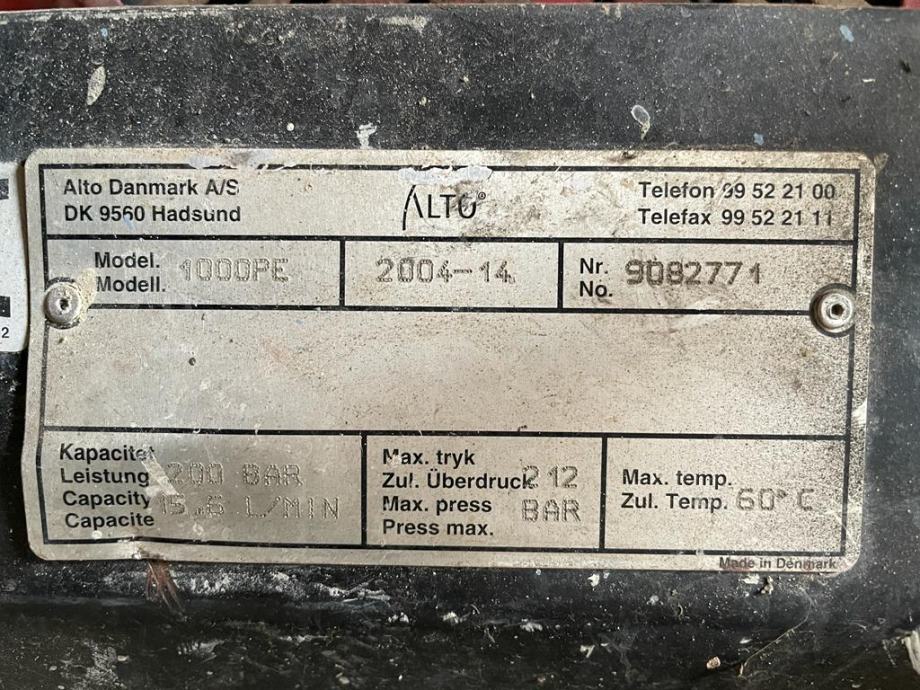 Alto Danmark A/S
DK 9560 Hadsund
ALTO®
Telefon 99 52 21 00
Telefax 99 52 21 11
Model.
Modell.
1000PE
2004-14
Nr.
No.
9082771
2
Kapacitet
Leistung
Capacity
Capacite
200 BAR
15.6 L/MIN
Max. tryk
Zul. Überdruck
Max. press
Press max.
212
BAR
Max. temp.
Zul. Temp.
60°C
Made in Denmark